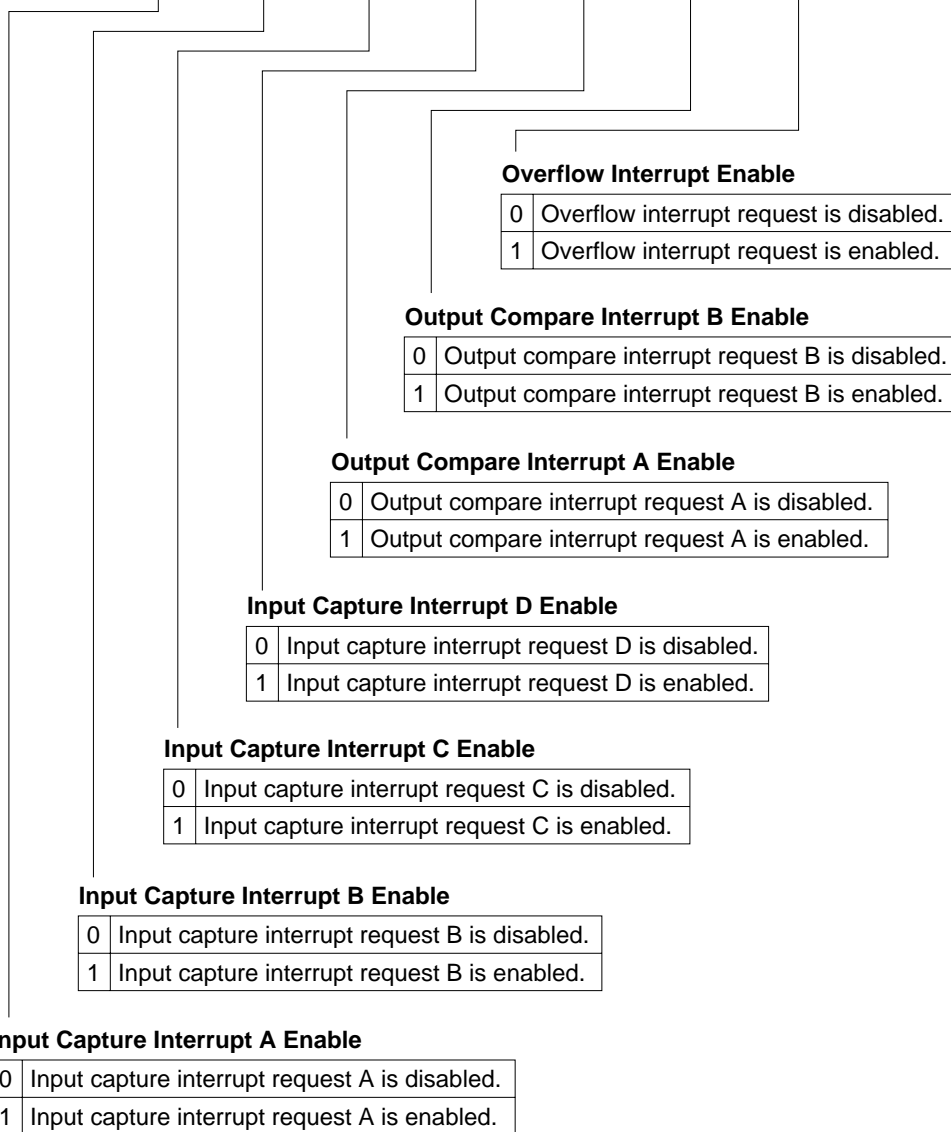 Overflow Interrupt Enable
0 Overflow interrupt request is disabled.
1 Overflow interrupt request is enabled.
Output Compare Interrupt B Enable
0 Output compare interrupt request B is disabled.
1 Output compare interrupt request B is enabled.
Output Compare Interrupt A Enable
0 Output compare interrupt request A is disabled.
1 Output compare interrupt request A is enabled.
Input Capture Interrupt D Enable
0 Input capture interrupt request D is disabled.
1 Input capture interrupt request D is enabled.
Input Capture Interrupt C Enable
0 Input capture interrupt request C is disabled.
1 Input capture interrupt request C is enabled.
Input Capture Interrupt B Enable
0 Input capture interrupt request B is disabled.
1 Input capture interrupt request B is enabled.
nput Capture Interrupt A Enable
0 Input capture interrupt request A is disabled.
1 Input capture interrupt request A is enabled.